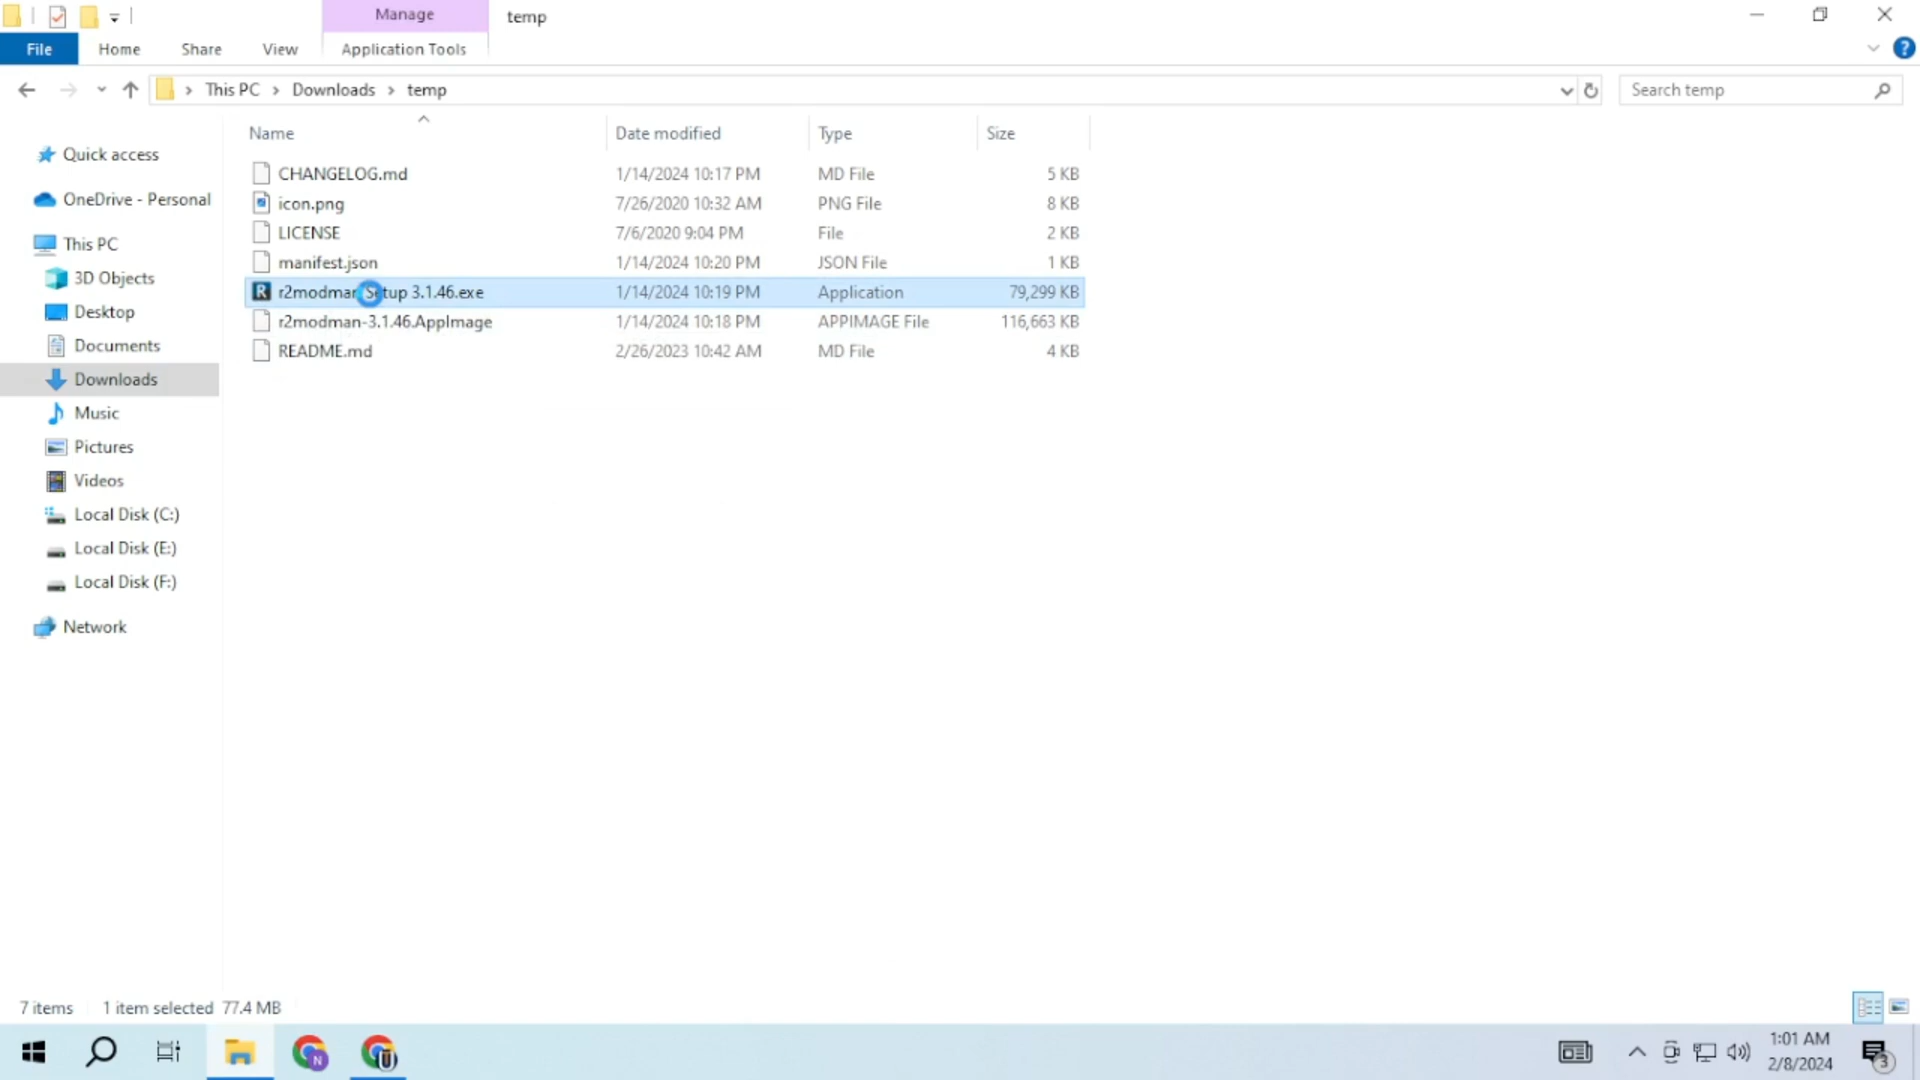 Manage
temp
File
Home
Share
View
Application Tools
This PC
Downloads
temp
Search temp
Name
Date modified
Type
Size
Quick access
OneDrive - Personal
This PC
3D Objects
Desktop
Documents
Downloads
Music
Pictures
Videos
Local Disk (C:)
Local Disk (E:)
Local Disk (F:)
Network
CHANGELOG.md 1/14/2024 10:17 PM MD File 5 KB
icon.png 7/26/2020 10:32 AM PNG File 8 KB
LICENSE 7/6/2020 9:04 PM File 2 KB
manifest.json 1/14/2024 10:20 PM JSON File 1 KB
r2modman Setup 3.1.46.exe 1/14/2024 10:19 PM Application 79,299 KB
r2modman-3.1.46.AppImage 1/14/2024 10:18 PM APPIMAGE File 116,663 KB
README.md 2/26/2023 10:42 AM MD File 4 KB
7 items
1 item selected 77.4 MB
N
1:01 AM
2/8/2024
3